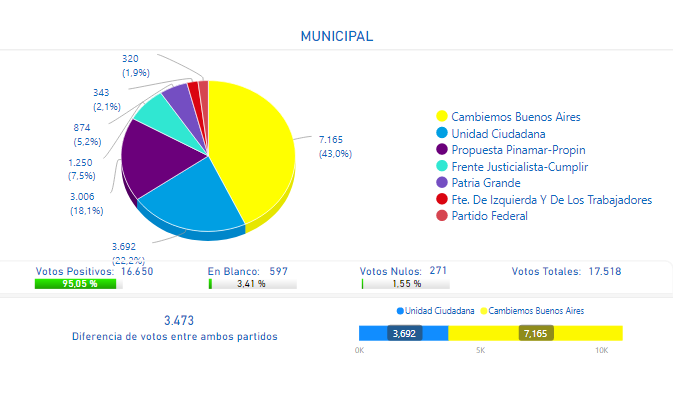 MUNICIPAL
320
(1,9%)
343
(2,1%)
874
(5,2%)
1.250
(7,5%)
3.006
(18,1%)
3.692
(22,2%)
7.165
(43,0%)
Cambiemos Buenos Aires
Unidad Ciudadana
Propuesta Pinamar-Propin
Frente Justicialista-Cumplir
Patria Grande
Fte. De Izquierda Y De Los Trabajadores
Partido Federal
Votos Positivos: 16.650
95,05 %
En Blanco: 597
3,41 %
Votos Nulos: 271
1,55 %
Votos Totales: 17.518
3.473
Diferencia de votos entre ambos partidos
Unidad Ciudadana Cambiemos Buenos Aires
3,692 7,165
0K 5K 10K